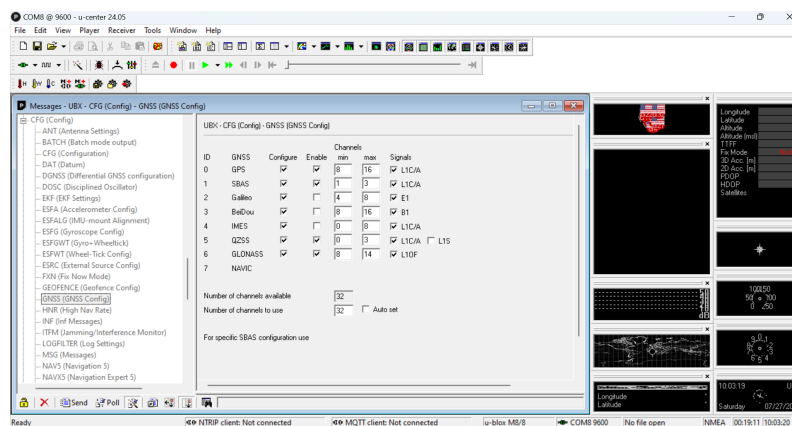 COM8 @ 9600 - u-center 24.05
File Edit View Player Receiver Tools Window Help
Messages - UBX - CFG (Config) - GNSS (GNSS Config)
CFG (Config)
ANT (Antenna Settings)
BATCH (Batch mode output)
CFG (Configuration)
DAT (Datum)
DGNSS (Differential GNSS configuration)
DOSC (Disciplined Oscillator)
EKF (EKF Settings)
ESFA (Accelerometer Config)
ESFALG (IMU-mount Alignment)
ESFG (Gyroscope Config)
ESFGWT (Gyro+Wheeltick)
ESFWT (Wheel-Tick Config)
ESRC (External Source Config)
FXN (Fix Now Mode)
GEOFENCE (Geofence Config)
GNSS (GNSS Config)
HNR (High Nav Rate)
INF (Inf Messages)
ITFM (Jamming/Interference Monitor)
LOGFILTER (Log Settings)
MSG (Messages)
NAV5 (Navigation 5)
NAVX5 (Navigation Expert 5)
Send Poll
UBX - CFG (Config) - GNSS (GNSS Config)
Channels
ID GNSS Configure Enable min max Signals
0 GPS 8 16 L1C/A
1 SBAS 1 3 L1C/A
2 Galileo 4 8 E1
3 BeiDou 8 16 B1
4 IMES 0 8 L1C/A
5 QZSS 0 3 L1C/A L1S
6 GLONASS 8 14 L1OF
7 NAVIC
Number of channels available 32
Number of channels to use 32 Auto set
For specific SBAS configuration use
Longitude
Latitude
Altitude
Altitude (msl)
TTFF
Fix Mode
3D Acc. [m]
2D Acc. [m]
PDOP
HDOP
Satellites
dB
Longitude
Latitude
10:03:19 U
Saturday 07/27/20
Ready NTRIP client: Not connected MQTT client: Not connected u-blox M8/8 COM8 9600 No file open NMEA 00:19:11 10:03:20